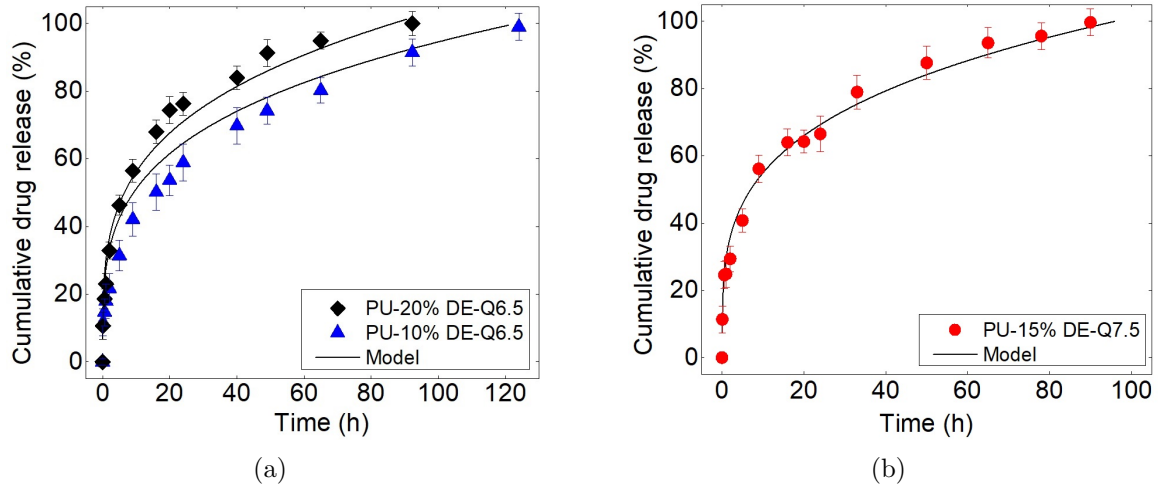 Cumulative drug release (%)
100
80
60
40
20
0
PU-20% DE-Q6.5
PU-10% DE-Q6.5
Model
0 20 40 60 80 100 120
Time (h)
(a)
Cumulative drug release (%)
100
80
60
40
20
0
PU-15% DE-Q7.5
Model
0 20 40 60 80 100
Time (h)
(b)